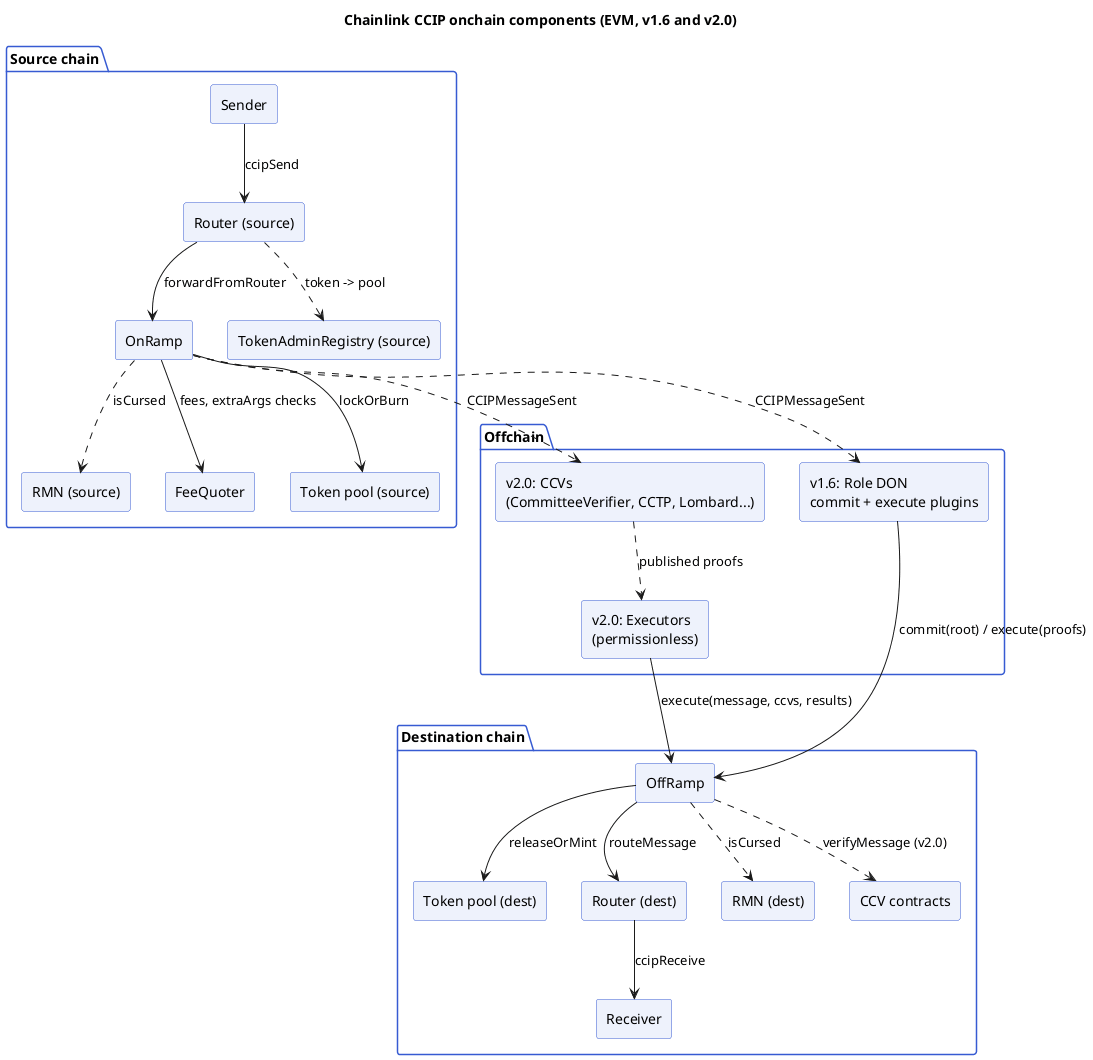 Chainlink CCIP onchain components (EVM, v1.6 and v2.0)
Source chain
Sender
ccipSend
Router (source)
forwardFromRouter
token -> pool
OnRamp
TokenAdminRegistry (source)
isCursed
fees, extraArgs checks
lockOrBurn
CCIPMessageSent
CCIPMessageSent
RMN (source)
FeeQuoter
Token pool (source)
Offchain
v2.0: CCVs
(CommitteeVerifier, CCTP, Lombard...)
v1.6: Role DON
commit + execute plugins
published proofs
v2.0: Executors
(permissionless)
commit(root) / execute(proofs)
execute(message, ccvs, results)
Destination chain
OffRamp
releaseOrMint
routeMessage
isCursed
verifyMessage (v2.0)
Token pool (dest)
Router (dest)
RMN (dest)
CCV contracts
ccipReceive
Receiver